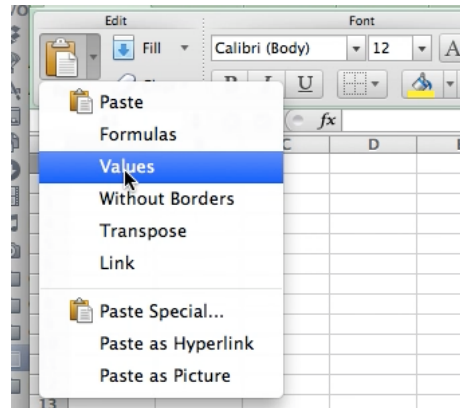 Edit Font
Fill Calibri (Body) 12 A
B I U
Paste
fx
Formulas
C D
Values
Without Borders
Transpose
Link
Paste Special...
Paste as Hyperlink
Paste as Picture
13